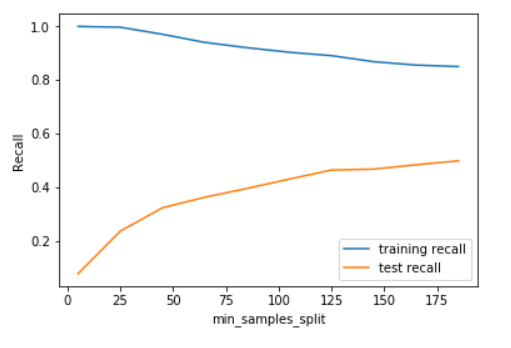 1.0
0.8
0.6
0.4
0.2
Recall
training recall
test recall
0 25 50 75 100 125 150 175
min_samples_split